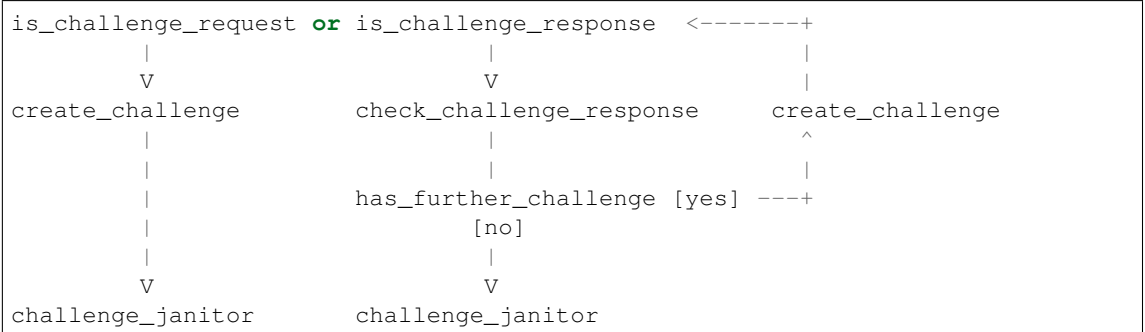 is_challenge_request or is_challenge_response <-------+
         |                       |                     |
         V                       V                     |
create_challenge        check_challenge_response     create_challenge
         |                       |                     ^
         |                       |                     |
         |              has_further_challenge [yes] ---+
         |                      [no]
         |                       |
         V                       V
challenge_janitor       challenge_janitor